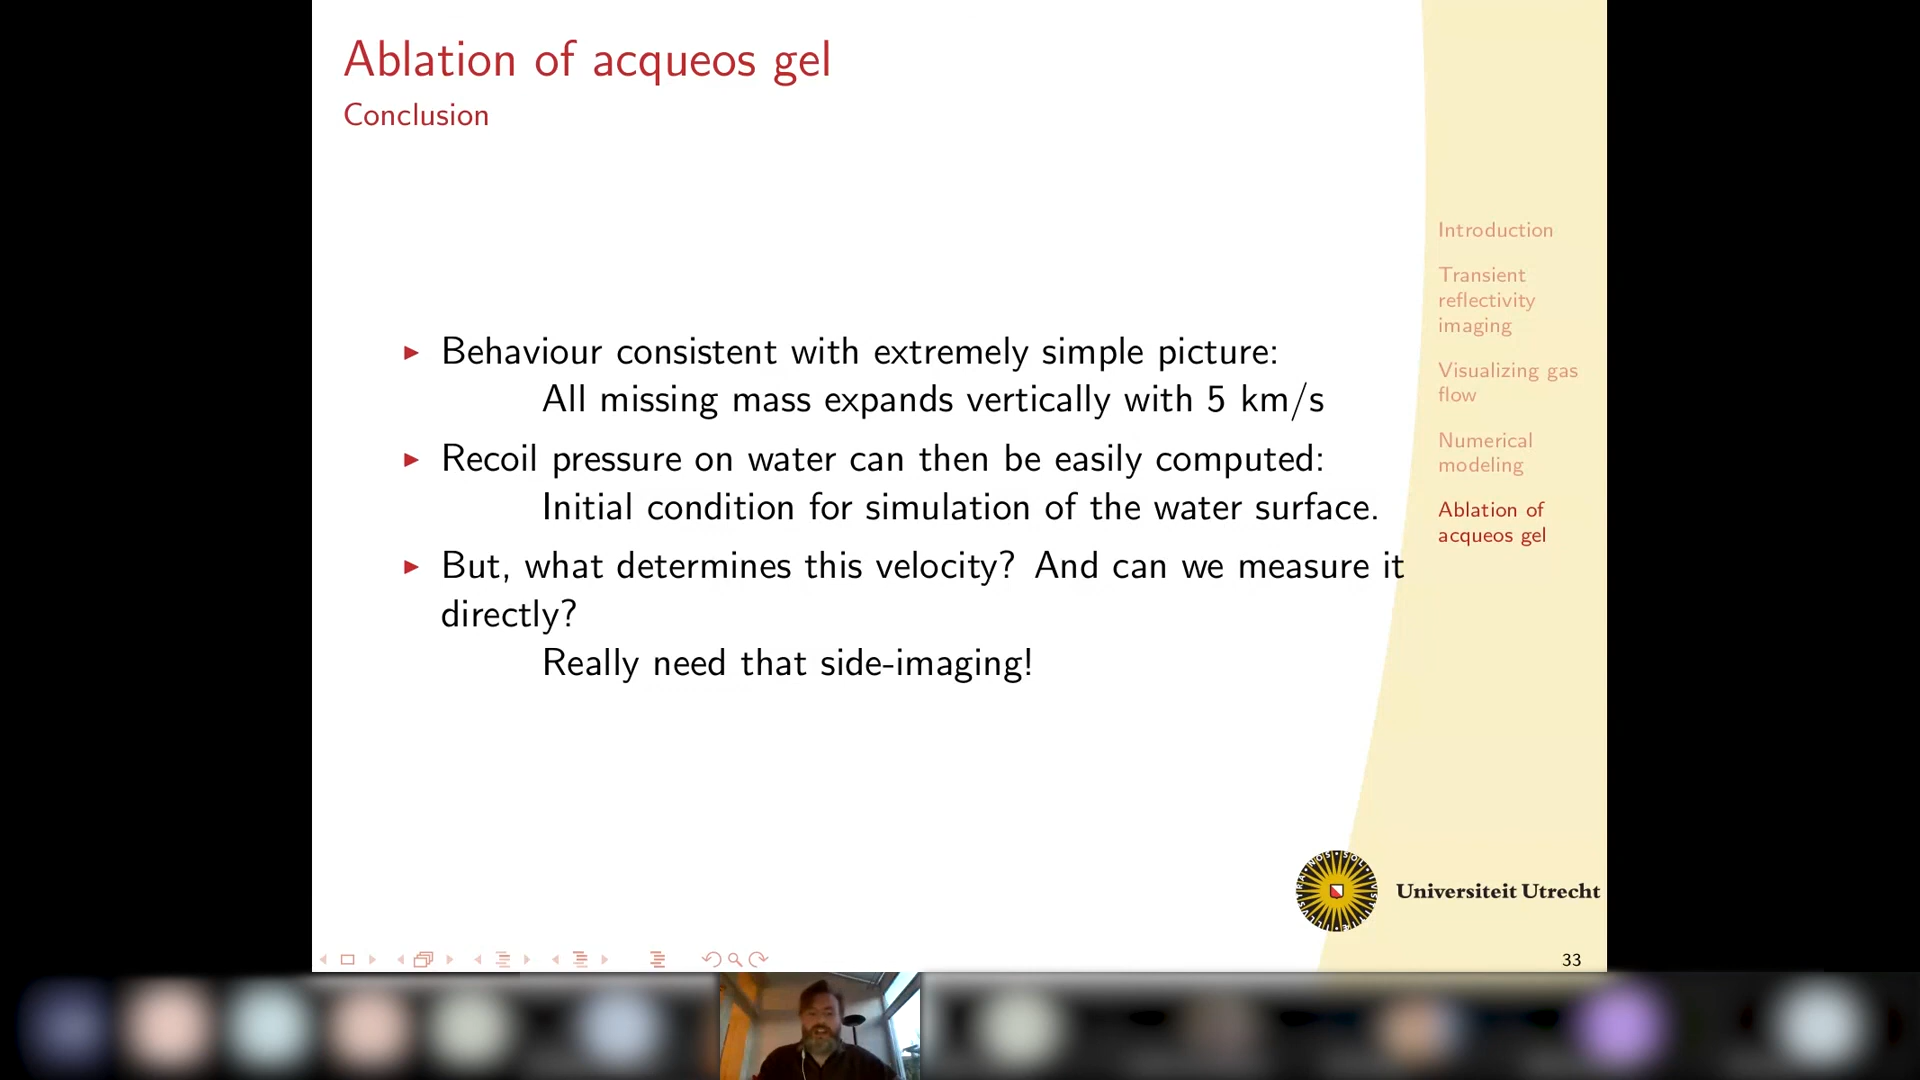 Ablation of acqueos gel
Conclusion
Behaviour consistent with extremely simple picture:
All missing mass expands vertically with 5 km/s
Recoil pressure on water can then be easily computed:
Initial condition for simulation of the water surface.
But, what determines this velocity? And can we measure it
directly?
Really need that side-imaging!
Introduction
Transient
reflectivity
imaging
Visualizing gas
flow
Numerical
modeling
Ablation of
acqueos gel
Universiteit Utrecht
33